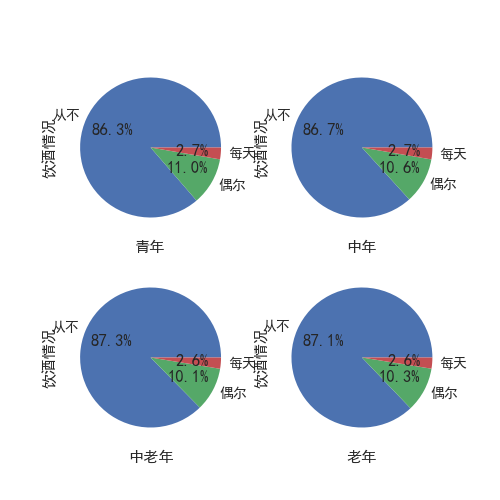 饮酒情况
从不
86.3%
2.7%
每天
11.0%
偶尔
青年
饮酒情况
从不
86.7%
2.7%
每天
10.6%
偶尔
中年
饮酒情况
从不
87.3%
2.6%
每天
10.1%
偶尔
中老年
饮酒情况
从不
87.1%
2.6%
每天
10.3%
偶尔
老年